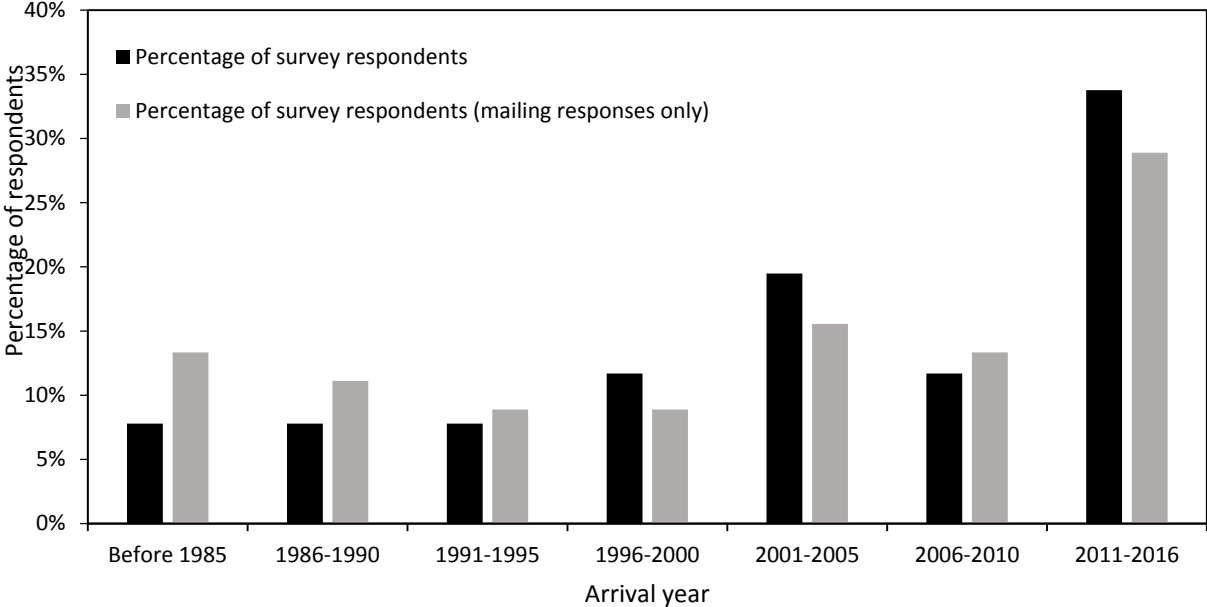 40%
35%
30%
25%
20%
15%
10%
5%
0%
Percentage of respondents
Percentage of survey respondents
Percentage of survey respondents (mailing responses only)
Before 1985 1986-1990 1991-1995 1996-2000 2001-2005 2006-2010 2011-2016
Arrival year